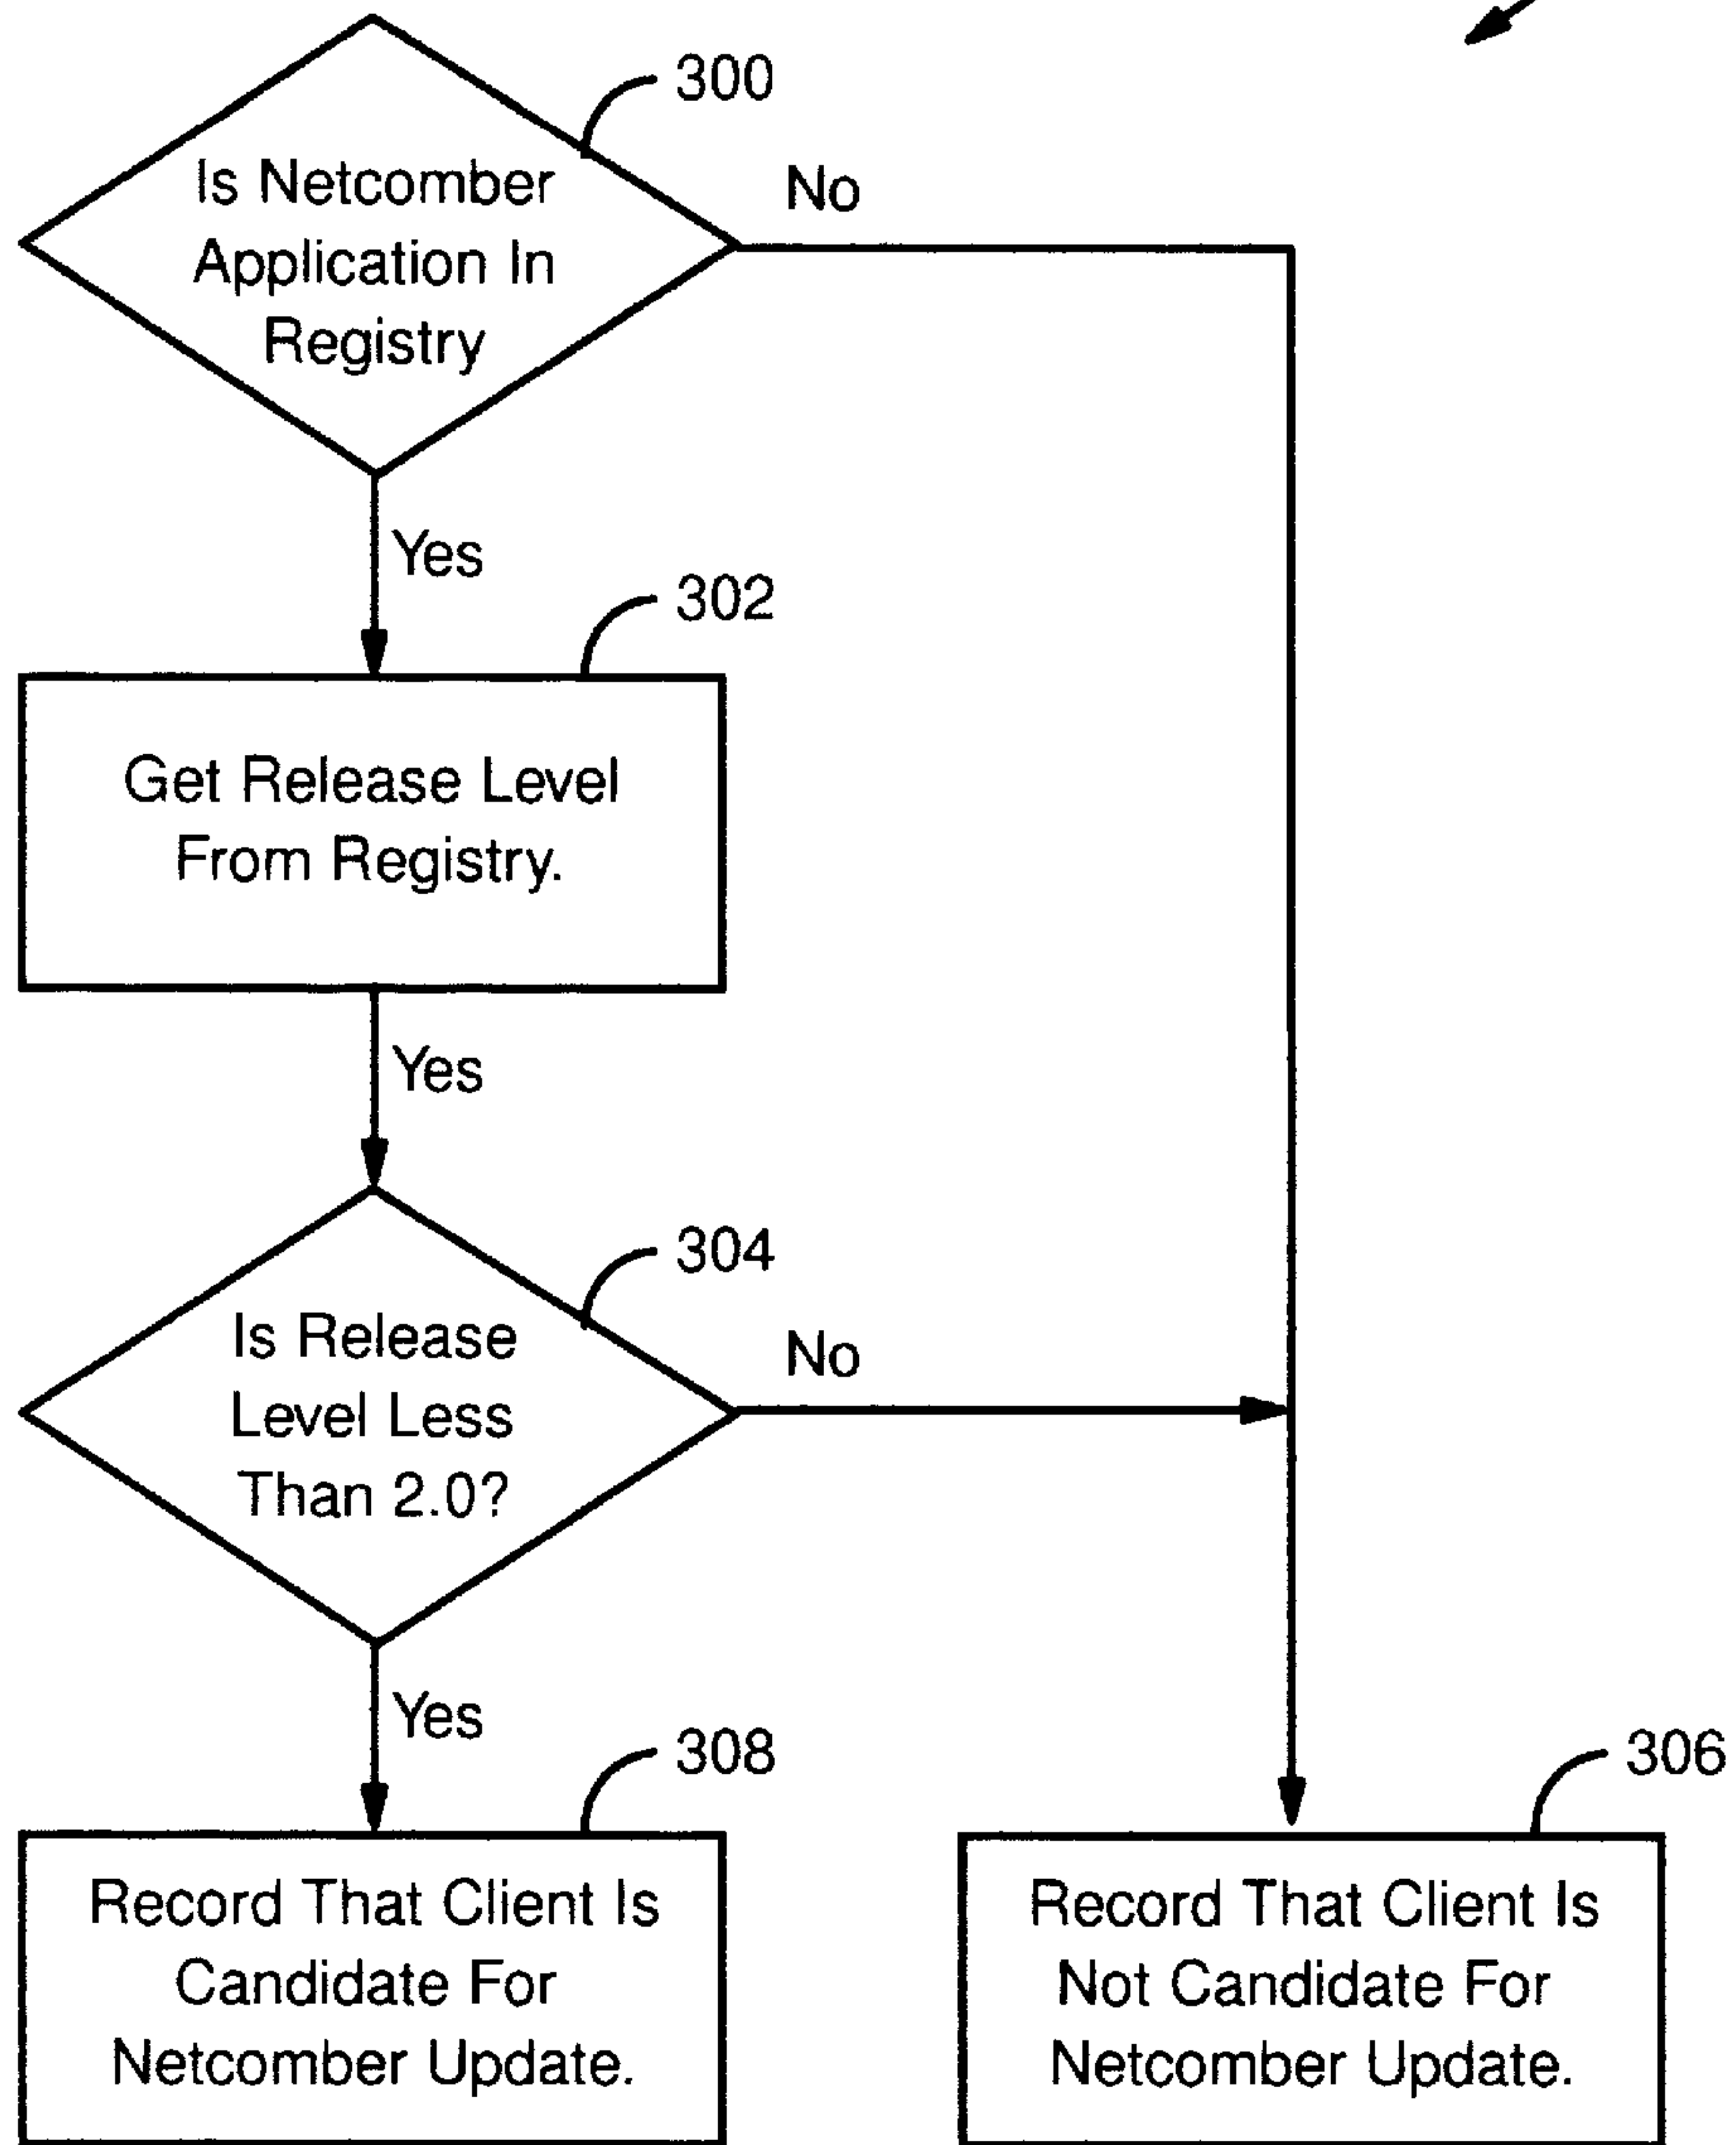 300
Is Netcomber
Application In
Registry
No
Yes
302
Get Release Level
From Registry.
Yes
304
Is Release
Level Less
Than 2.0?
No
Yes
308
Record That Client Is
Candidate For
Netcomber Update.
306
Record That Client Is
Not Candidate For
Netcomber Update.